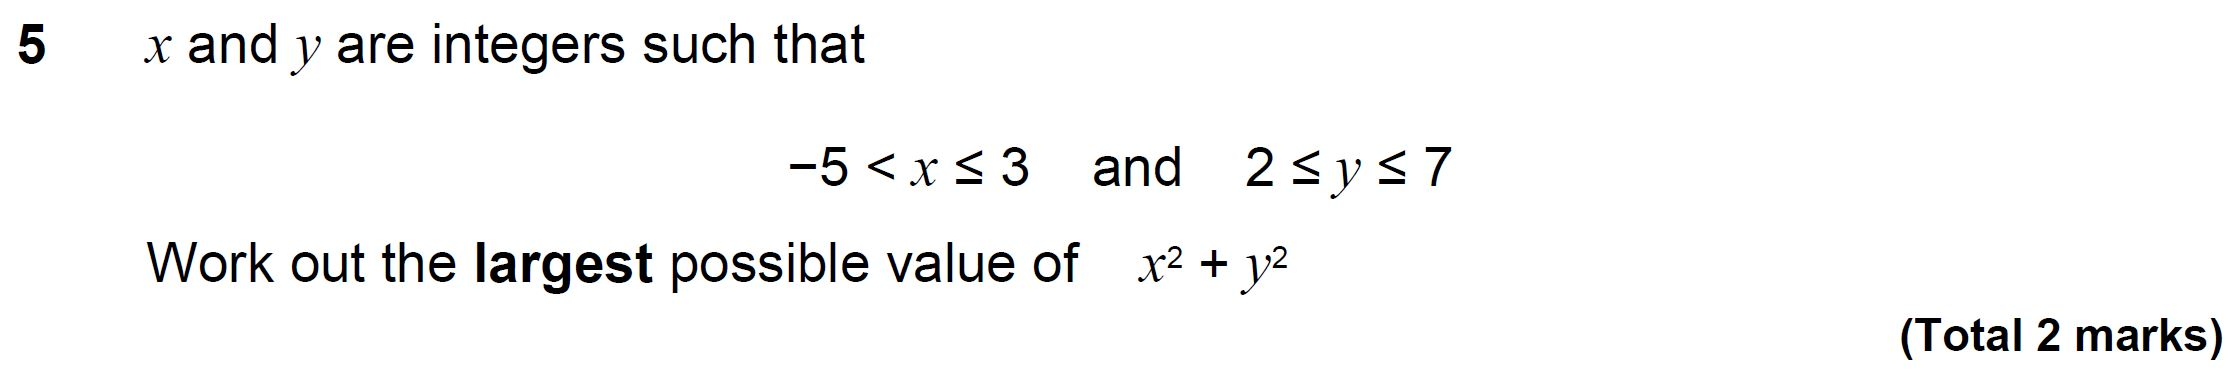 5 x and y are integers such that
−5 < x ≤ 3 and 2 ≤ y ≤ 7
Work out the largest possible value of x² + y²
(Total 2 marks)